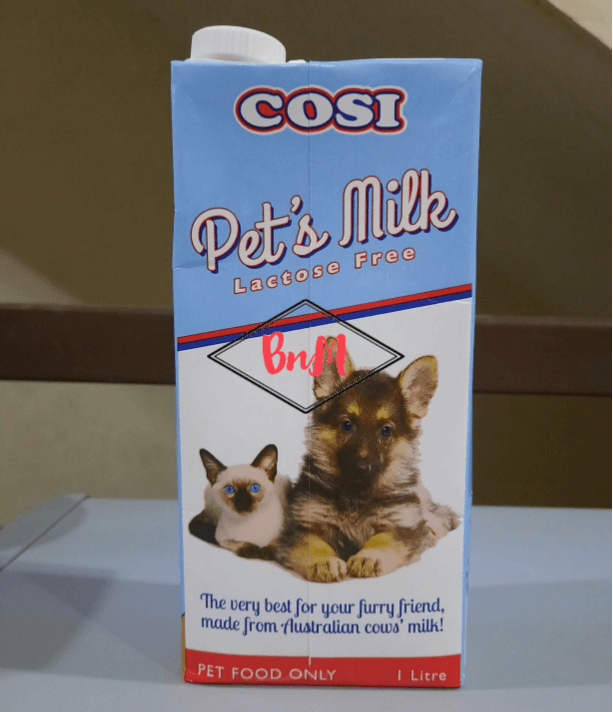 COSI
Pet's Milk
Lactose Free
BnM
The very best for your furry friend,
made from Australian cows' milk!
PET FOOD ONLY 1 Litre